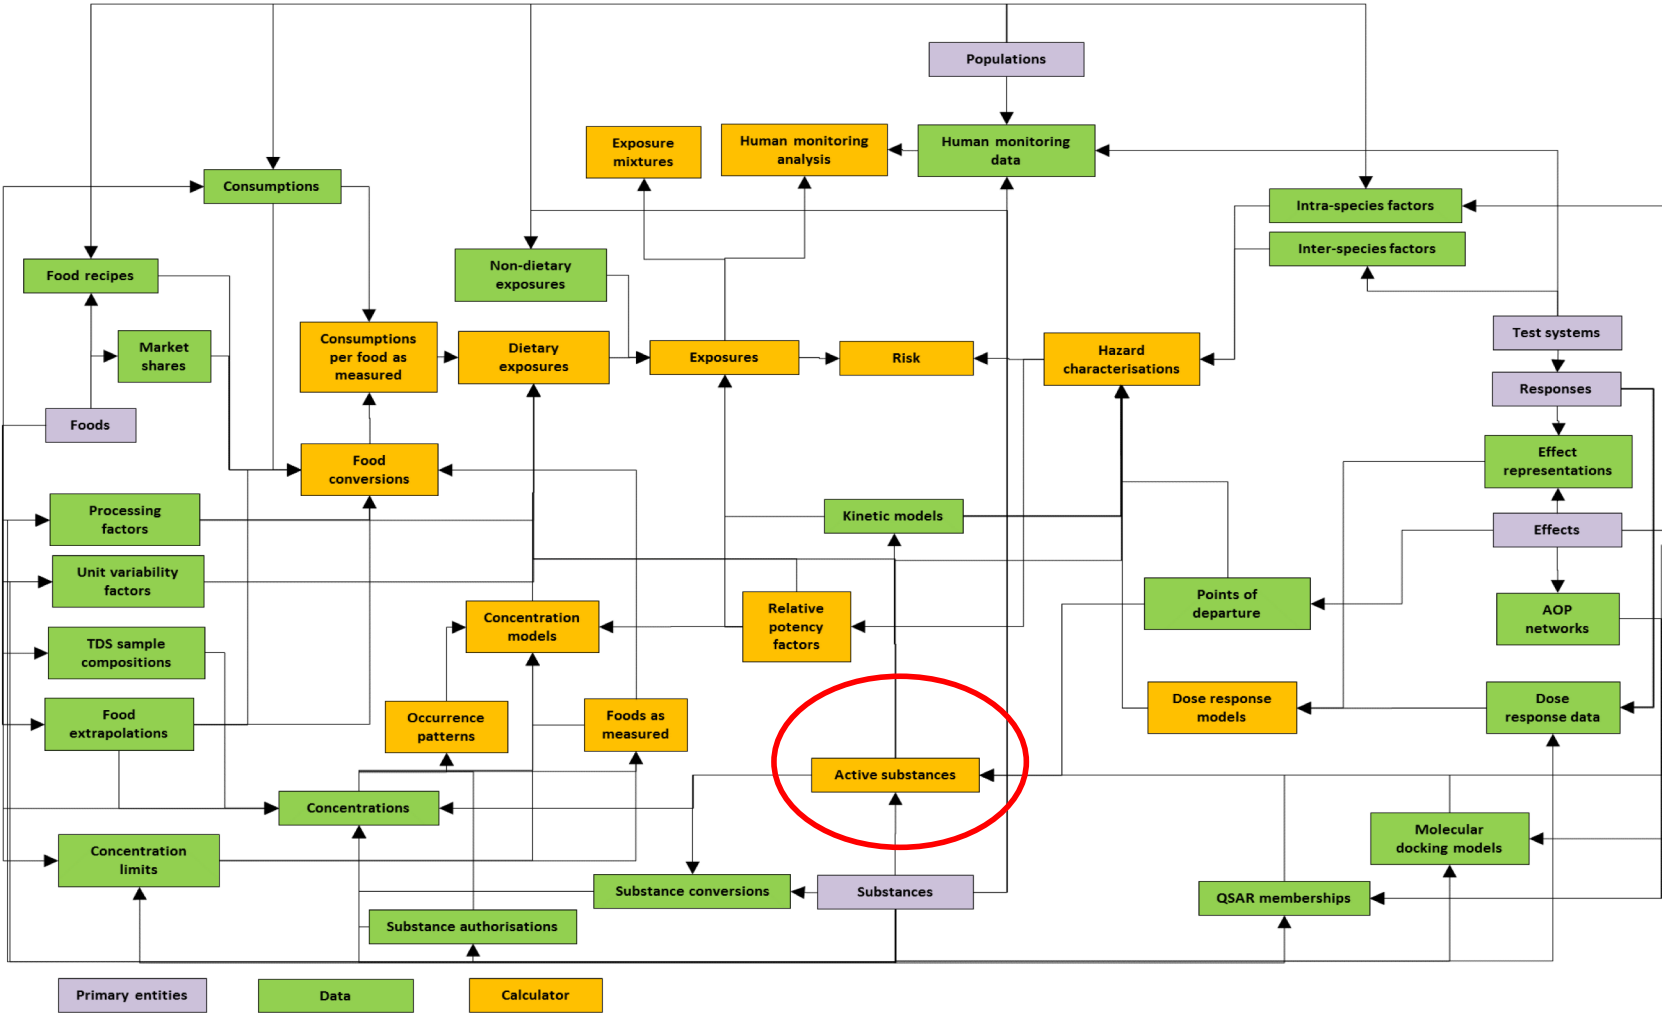 Populations
Exposure
mixtures
Human monitoring
analysis
Human monitoring
data
Consumptions
Intra-species factors
Inter-species factors
Food recipes
Non-dietary
exposures
Market
shares
Consumptions
per food as
measured
Dietary
exposures
Exposures
Risk
Hazard
characterisations
Test systems
Responses
Foods
Food
conversions
Effect
representations
Processing
factors
Kinetic models
Effects
Unit variability
factors
Concentration
models
Relative
potency
factors
Points of
departure
AOP
networks
TDS sample
compositions
Food
extrapolations
Occurrence
patterns
Foods as
measured
Dose response
models
Dose
response data
Active substances
Concentrations
Molecular
docking models
Concentration
limits
Substance conversions
Substances
QSAR memberships
Substance authorisations
Primary entities
Data
Calculator